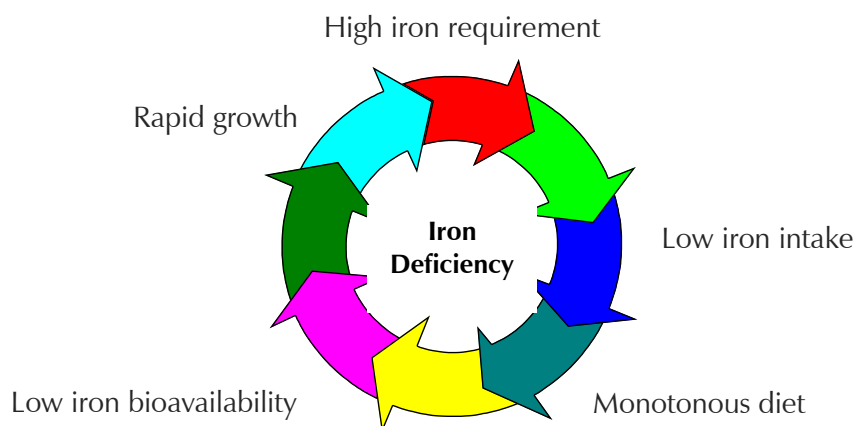 High iron requirement
Rapid growth
Iron
Deficiency
Low iron intake
Low iron bioavailability
Monotonous diet